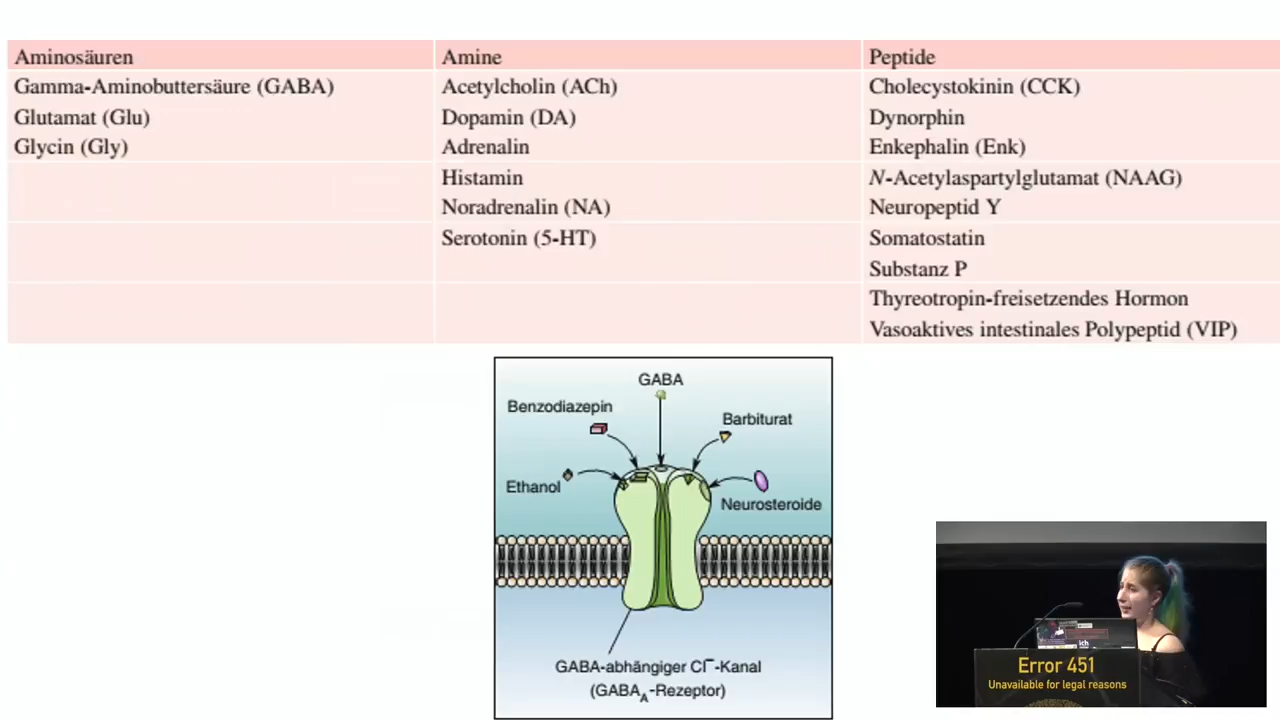 Aminosäuren Amine Peptide
Gamma-Aminobuttersäure (GABA) Acetylcholin (ACh) Cholecystokinin (CCK)
Glutamat (Glu) Dopamin (DA) Dynorphin
Glycin (Gly) Adrenalin Enkephalin (Enk)
Histamin N-Acetylaspartylglutamat (NAAG)
Noradrenalin (NA) Neuropeptid Y
Serotonin (5-HT) Somatostatin
Substanz P
Thyreotropin-freisetzendes Hormon
Vasoaktives intestinales Polypeptid (VIP)
GABA
Benzodiazepin
Barbiturat
Ethanol
Neurosteroide
GABA-abhängiger Cl⁻-Kanal
(GABA_A-Rezeptor)
ich
Error 451
Unavailable for legal reasons